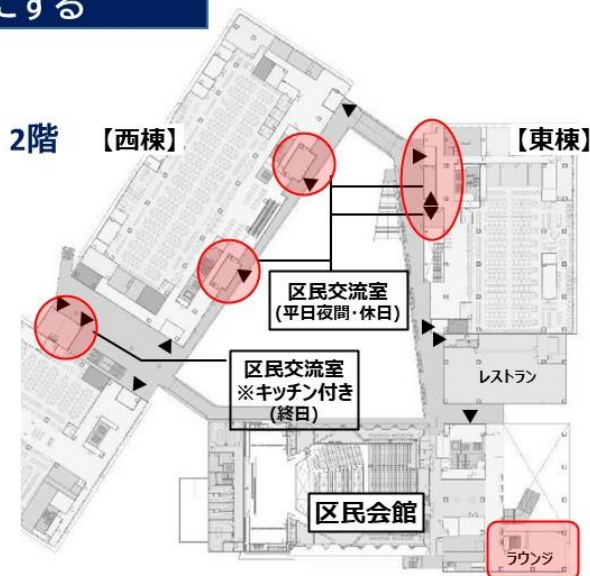 にする
2階
【西棟】
【東棟】
区民交流室
(平日夜間・休日)
区民交流室
※キッチン付き
(終日)
レストラン
区民会館
ラウンジ